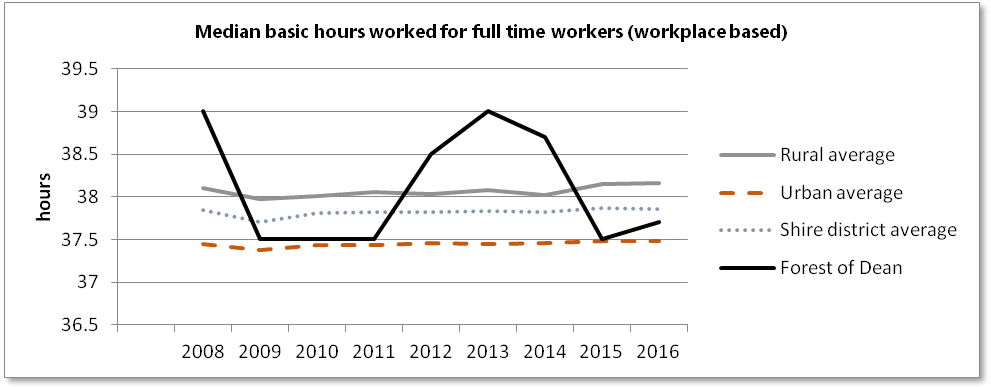 Median basic hours worked for full time workers (workplace based)
39.5
39
38.5
38
37.5
37
36.5
hours
2008 2009 2010 2011 2012 2013 2014 2015 2016
Rural average
Urban average
Shire district average
Forest of Dean